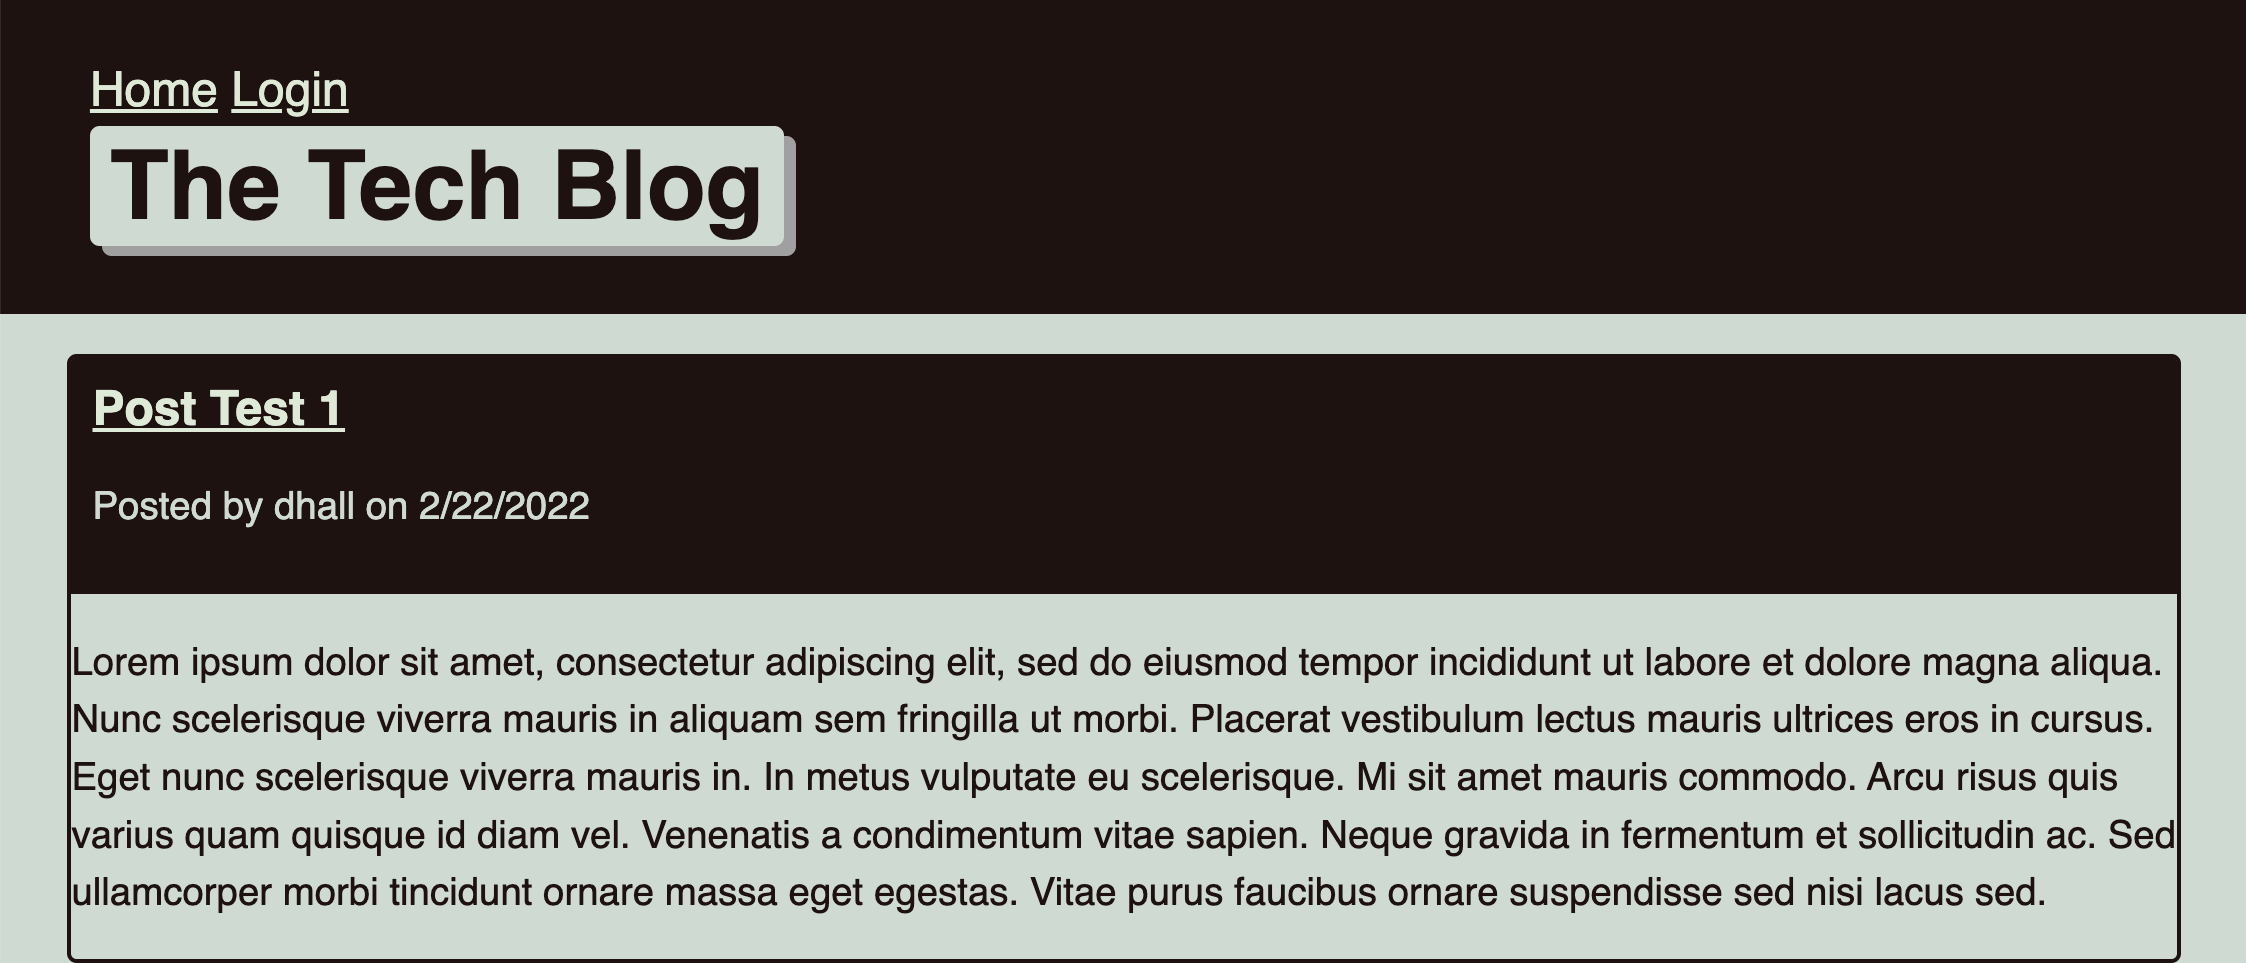 Home Login
The Tech Blog
Post Test 1
Posted by dhall on 2/22/2022
Lorem ipsum dolor sit amet, consectetur adipiscing elit, sed do eiusmod tempor incididunt ut labore et dolore magna aliqua.
Nunc scelerisque viverra mauris in aliquam sem fringilla ut morbi. Placerat vestibulum lectus mauris ultrices eros in cursus.
Eget nunc scelerisque viverra mauris in. In metus vulputate eu scelerisque. Mi sit amet mauris commodo. Arcu risus quis
varius quam quisque id diam vel. Venenatis a condimentum vitae sapien. Neque gravida in fermentum et sollicitudin ac. Sed
ullamcorper morbi tincidunt ornare massa eget egestas. Vitae purus faucibus ornare suspendisse sed nisi lacus sed.